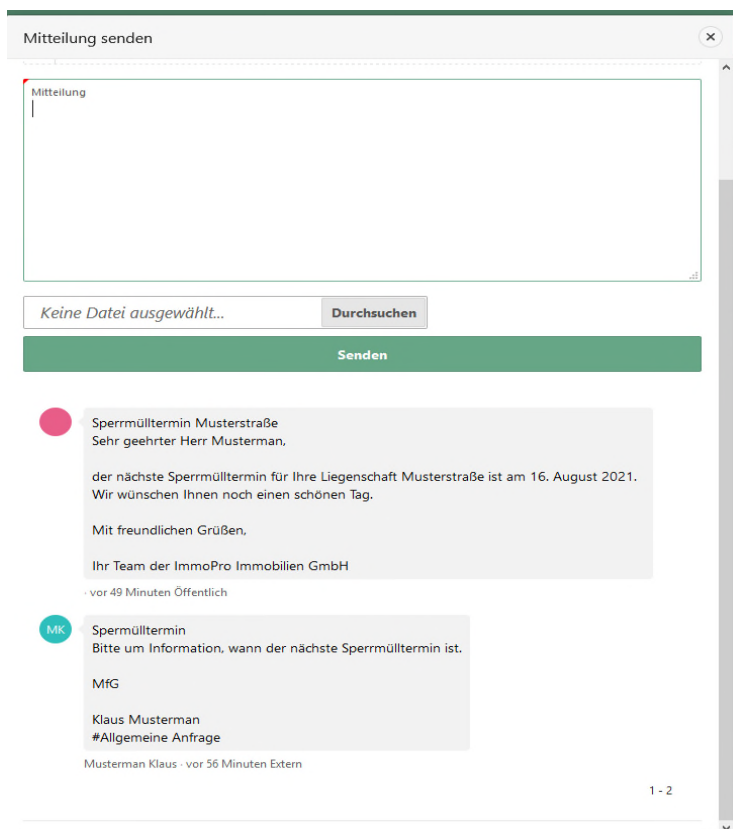 Mitteilung senden
Mitteilung
Keine Datei ausgewählt...
Durchsuchen
Senden
Sperrmülltermin Musterstraße
Sehr geehrter Herr Musterman,
der nächste Sperrmülltermin für Ihre Liegenschaft Musterstraße ist am 16. August 2021.
Wir wünschen Ihnen noch einen schönen Tag.
Mit freundlichen Grüßen,
Ihr Team der ImmoPro Immobilien GmbH
· vor 49 Minuten Öffentlich
MK
Spermülltermin
Bitte um Information, wann der nächste Sperrmülltermin ist.
MfG
Klaus Musterman
#Allgemeine Anfrage
Musterman Klaus · vor 56 Minuten Extern
1 - 2